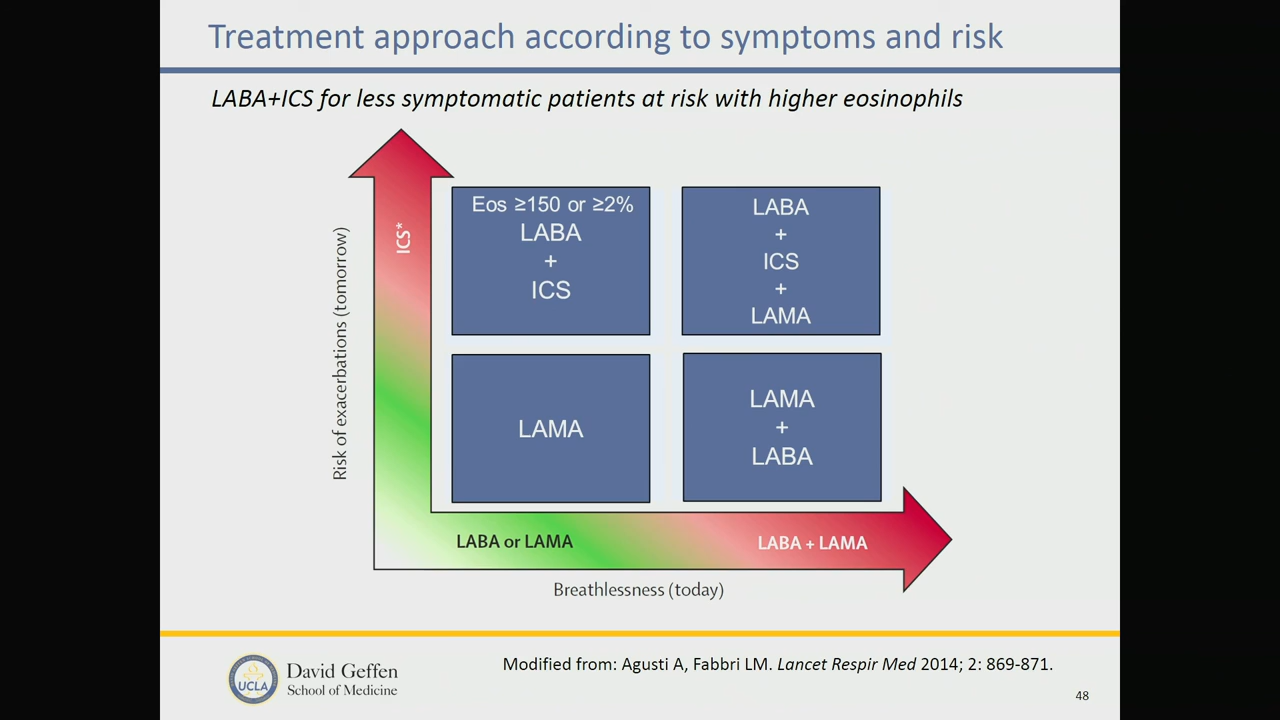 Treatment approach according to symptoms and risk
LABA+ICS for less symptomatic patients at risk with higher eosinophils
Risk of exacerbations (tomorrow)
ICS*
Eos ≥150 or ≥2%
LABA
+
ICS
LABA
+
ICS
+
LAMA
LAMA
LAMA
+
LABA
LABA or LAMA
LABA + LAMA
Breathlessness (today)
UCLA
David Geffen
School of Medicine
Modified from: Agusti A, Fabbri LM. Lancet Respir Med 2014; 2: 869-871.
48